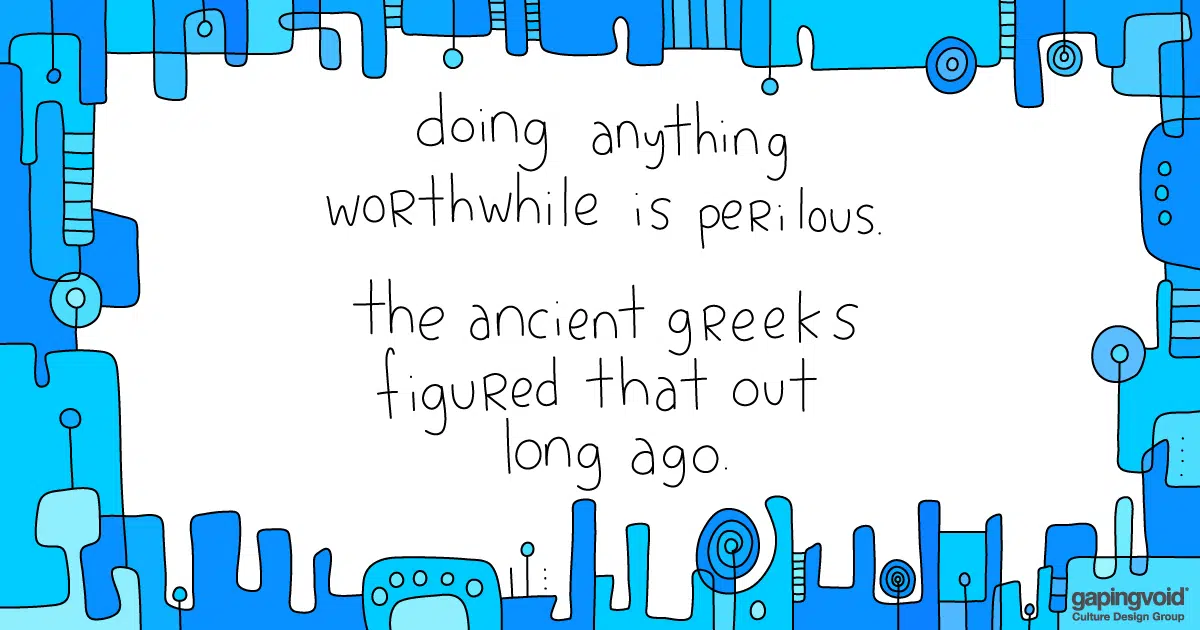 doing anything
worthwhile is perilous.
the ancient greeks
figured that out
long ago.
gapingvoid®
Culture Design Group